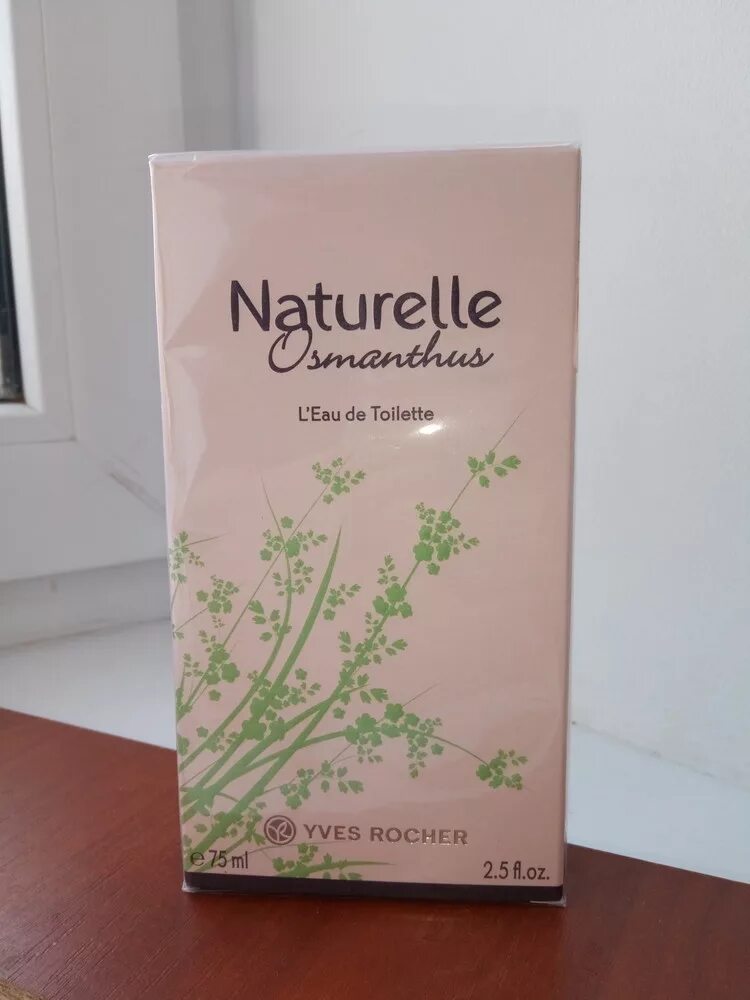 Naturelle
Osmanthus
L'Eau de Toilette
YVES ROCHER
℮ 75 ml
2.5 fl.oz.